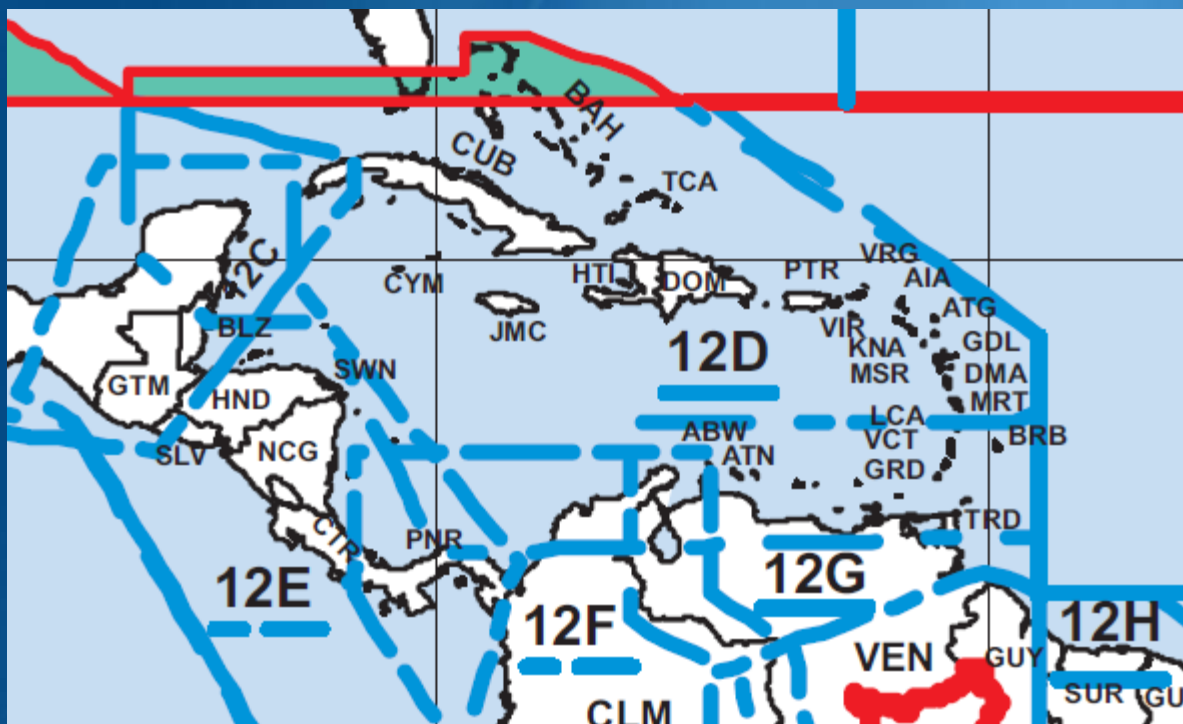 BAH
CUB
TCA
12C
VRG
CYM
HTI
DOM
PTR
AIA
ATG
JMC
VIR
BLZ
KNA
GDL
12D
SWN
MSR
DMA
GTM
HND
MRT
LCA
ABW
VCT
BRB
SLV
NCG
ATN
GRD
CTR
PNR
TRD
12E
12G
12F
12H
VEN
GUY
SUR
GU
CLM